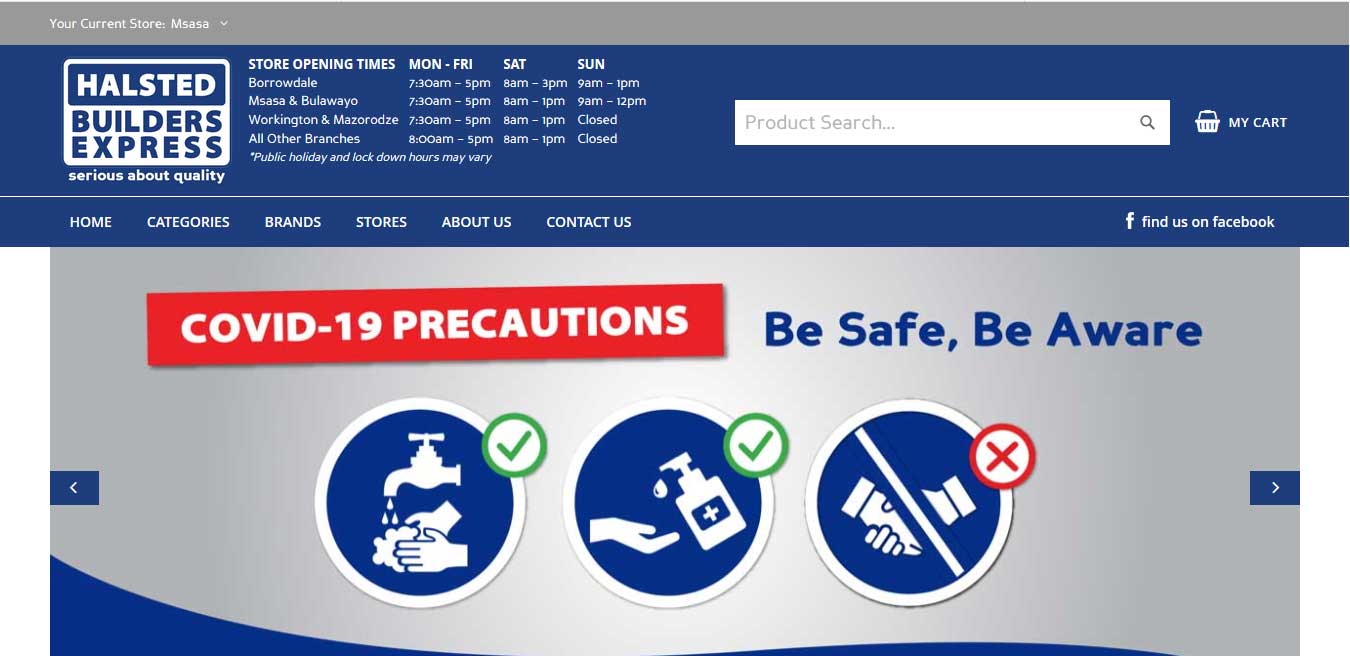 Your Current Store: Msasa
HALSTED
BUILDERS
EXPRESS
serious about quality
STORE OPENING TIMES MON - FRI SAT SUN
Borrowdale 7:30am – 5pm 8am – 3pm 9am – 1pm
Msasa & Bulawayo 7:30am – 5pm 8am – 1pm 9am – 12pm
Workington & Mazorodze 7:30am – 5pm 8am – 1pm Closed
All Other Branches 8:00am – 5pm 8am – 1pm Closed
*Public holiday and lock down hours may vary
Product Search...
MY CART
HOME CATEGORIES BRANDS STORES ABOUT US CONTACT US
f find us on facebook
COVID-19 PRECAUTIONS
Be Safe, Be Aware